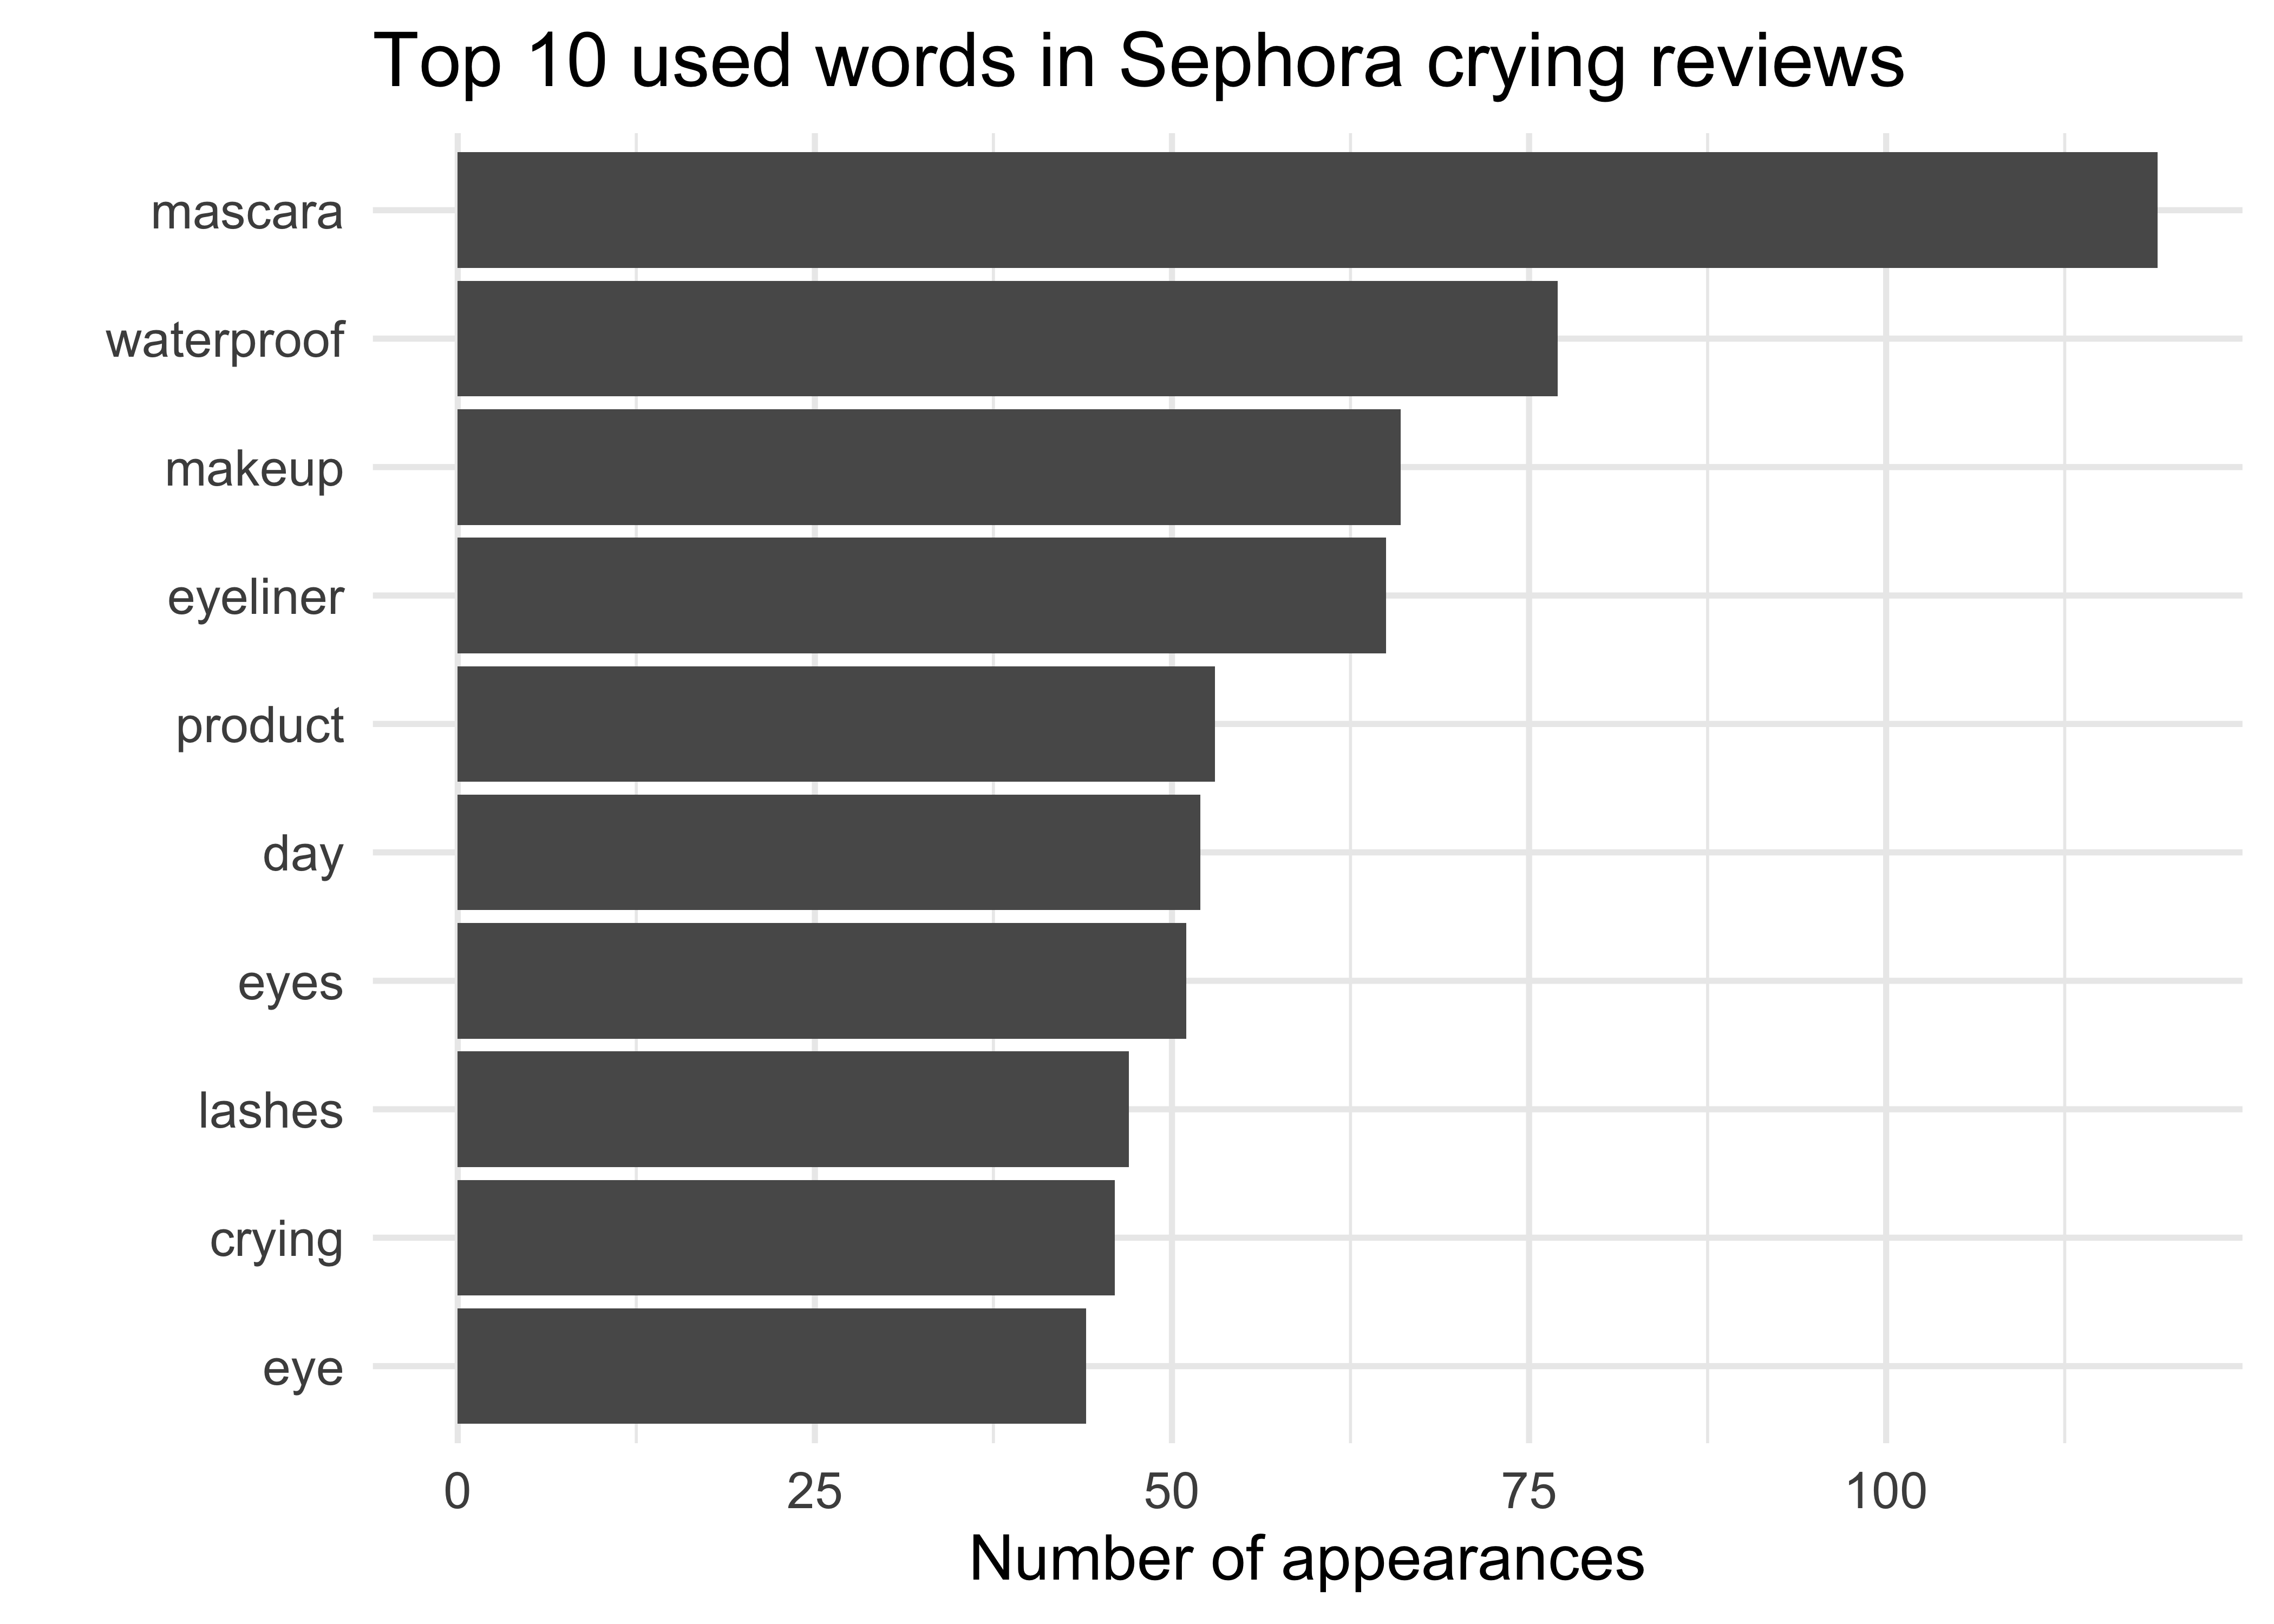 Top 10 used words in Sephora crying reviews
mascara
waterproof
makeup
eyeliner
product
day
eyes
lashes
crying
eye
0 25 50 75 100
Number of appearances